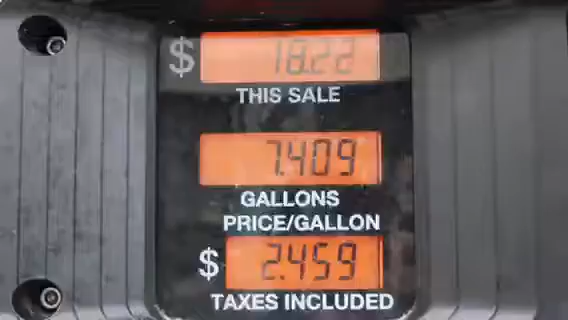 $ 18.22
THIS SALE
7.409
GALLONS
PRICE/GALLON
$ 2.459
TAXES INCLUDED